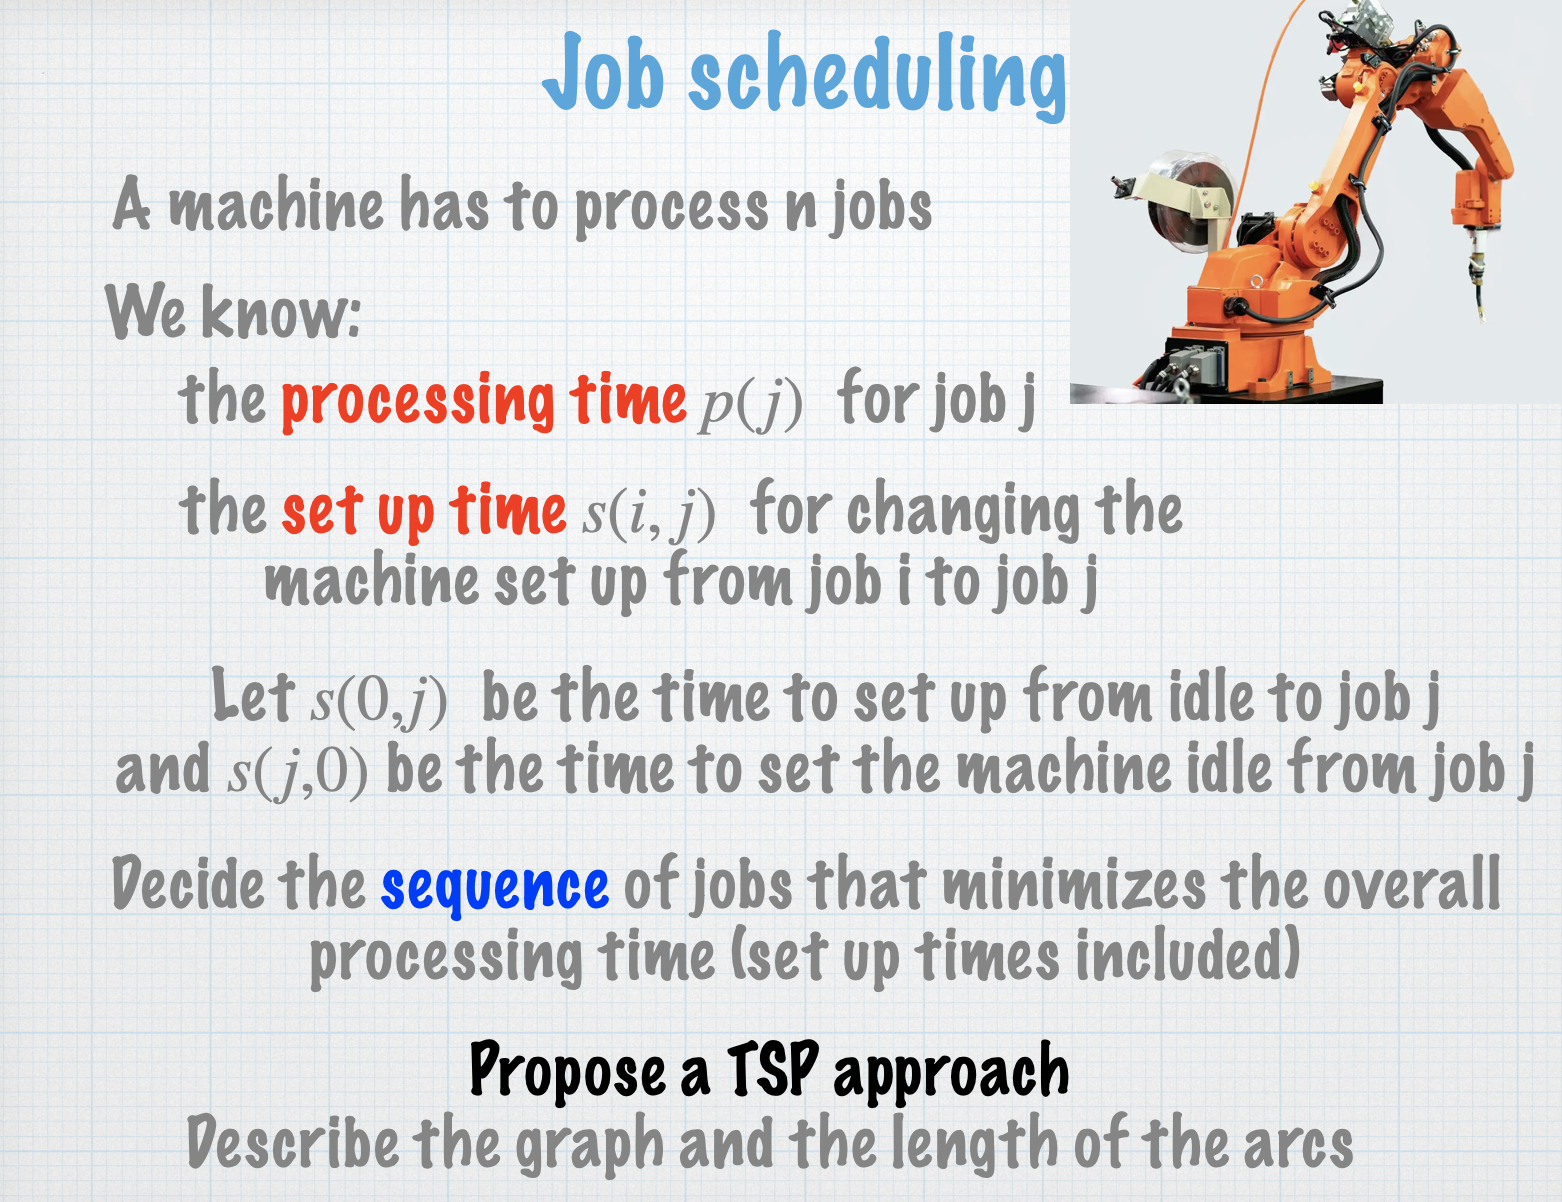 Job scheduling
A machine has to process n jobs
We know:
the processing time p(j) for job j
the set up time s(i, j) for changing the
machine set up from job i to job j
Let s(0,j) be the time to set up from idle to job j
and s(j,0) be the time to set the machine idle from job j
Decide the sequence of jobs that minimizes the overall
processing time (set up times included)
Propose a TSP approach
Describe the graph and the length of the arcs